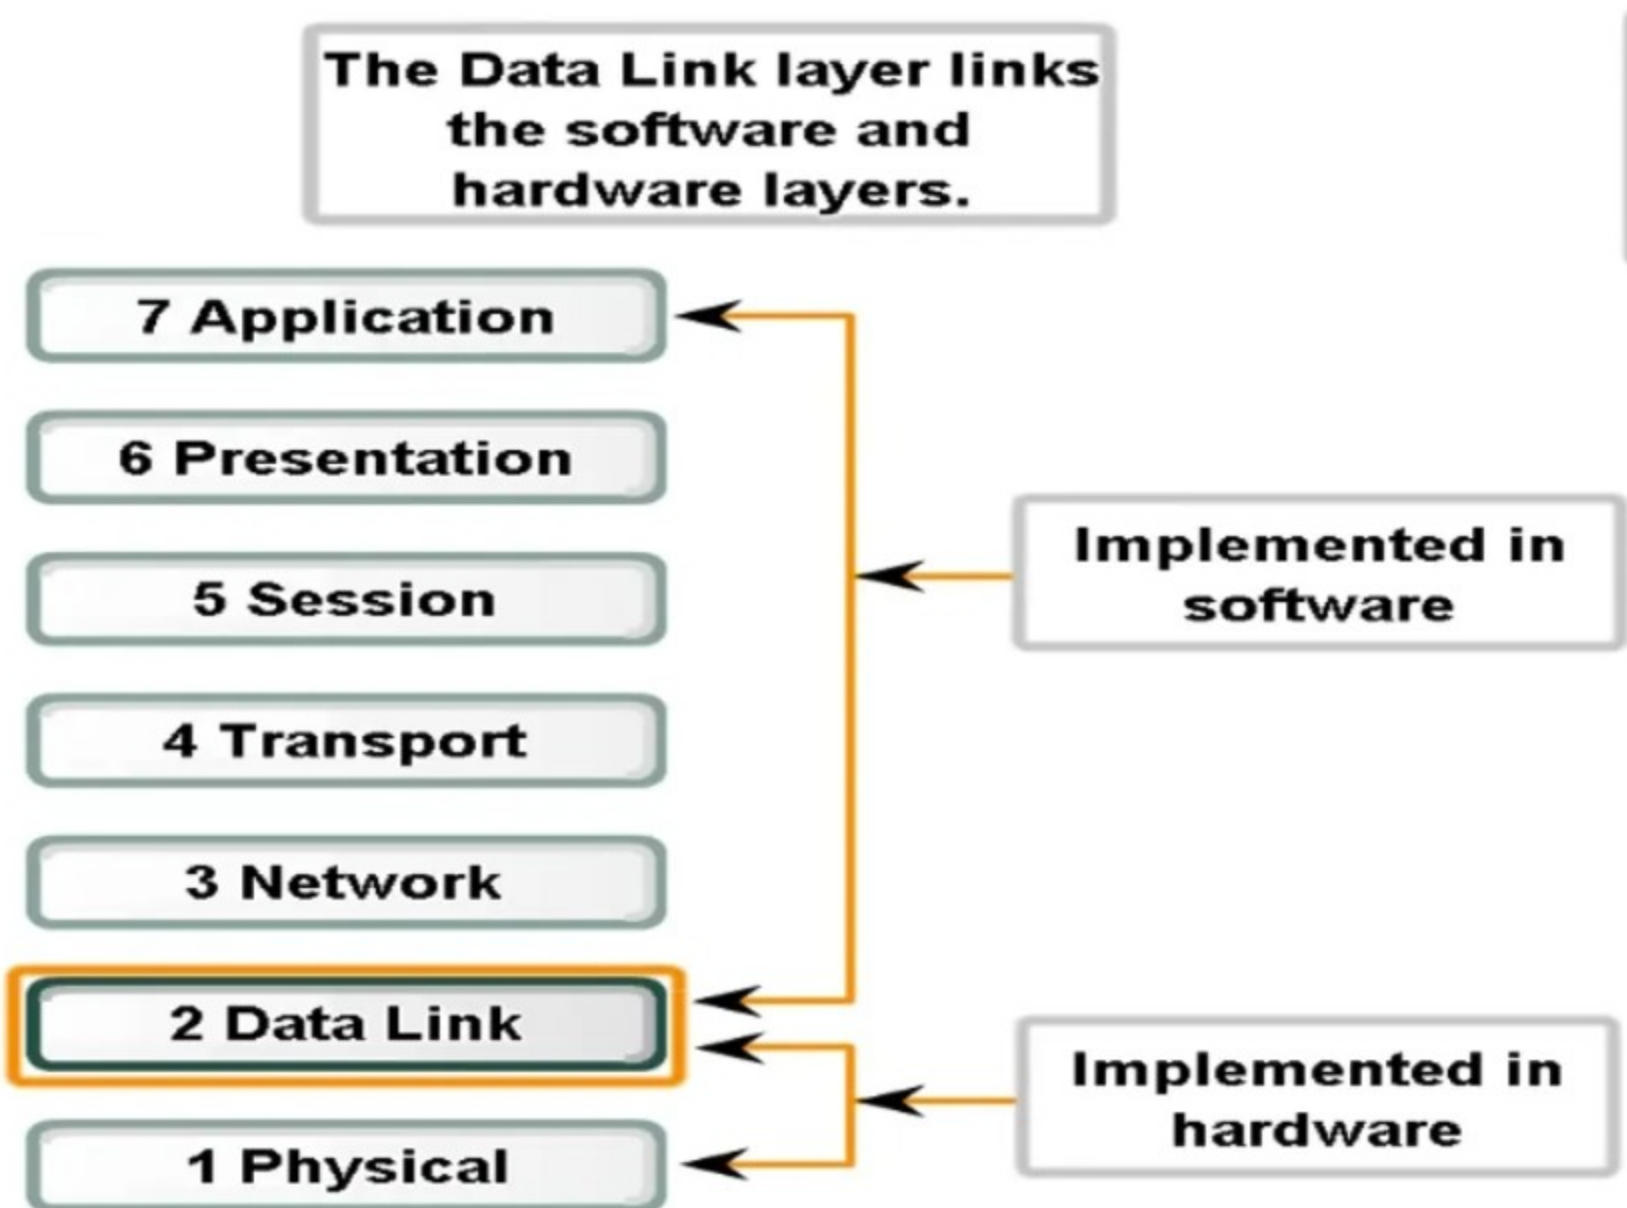 The Data Link layer links
the software and
hardware layers.
7 Application
6 Presentation
5 Session
4 Transport
3 Network
2 Data Link
1 Physical
Implemented in
software
Implemented in
hardware